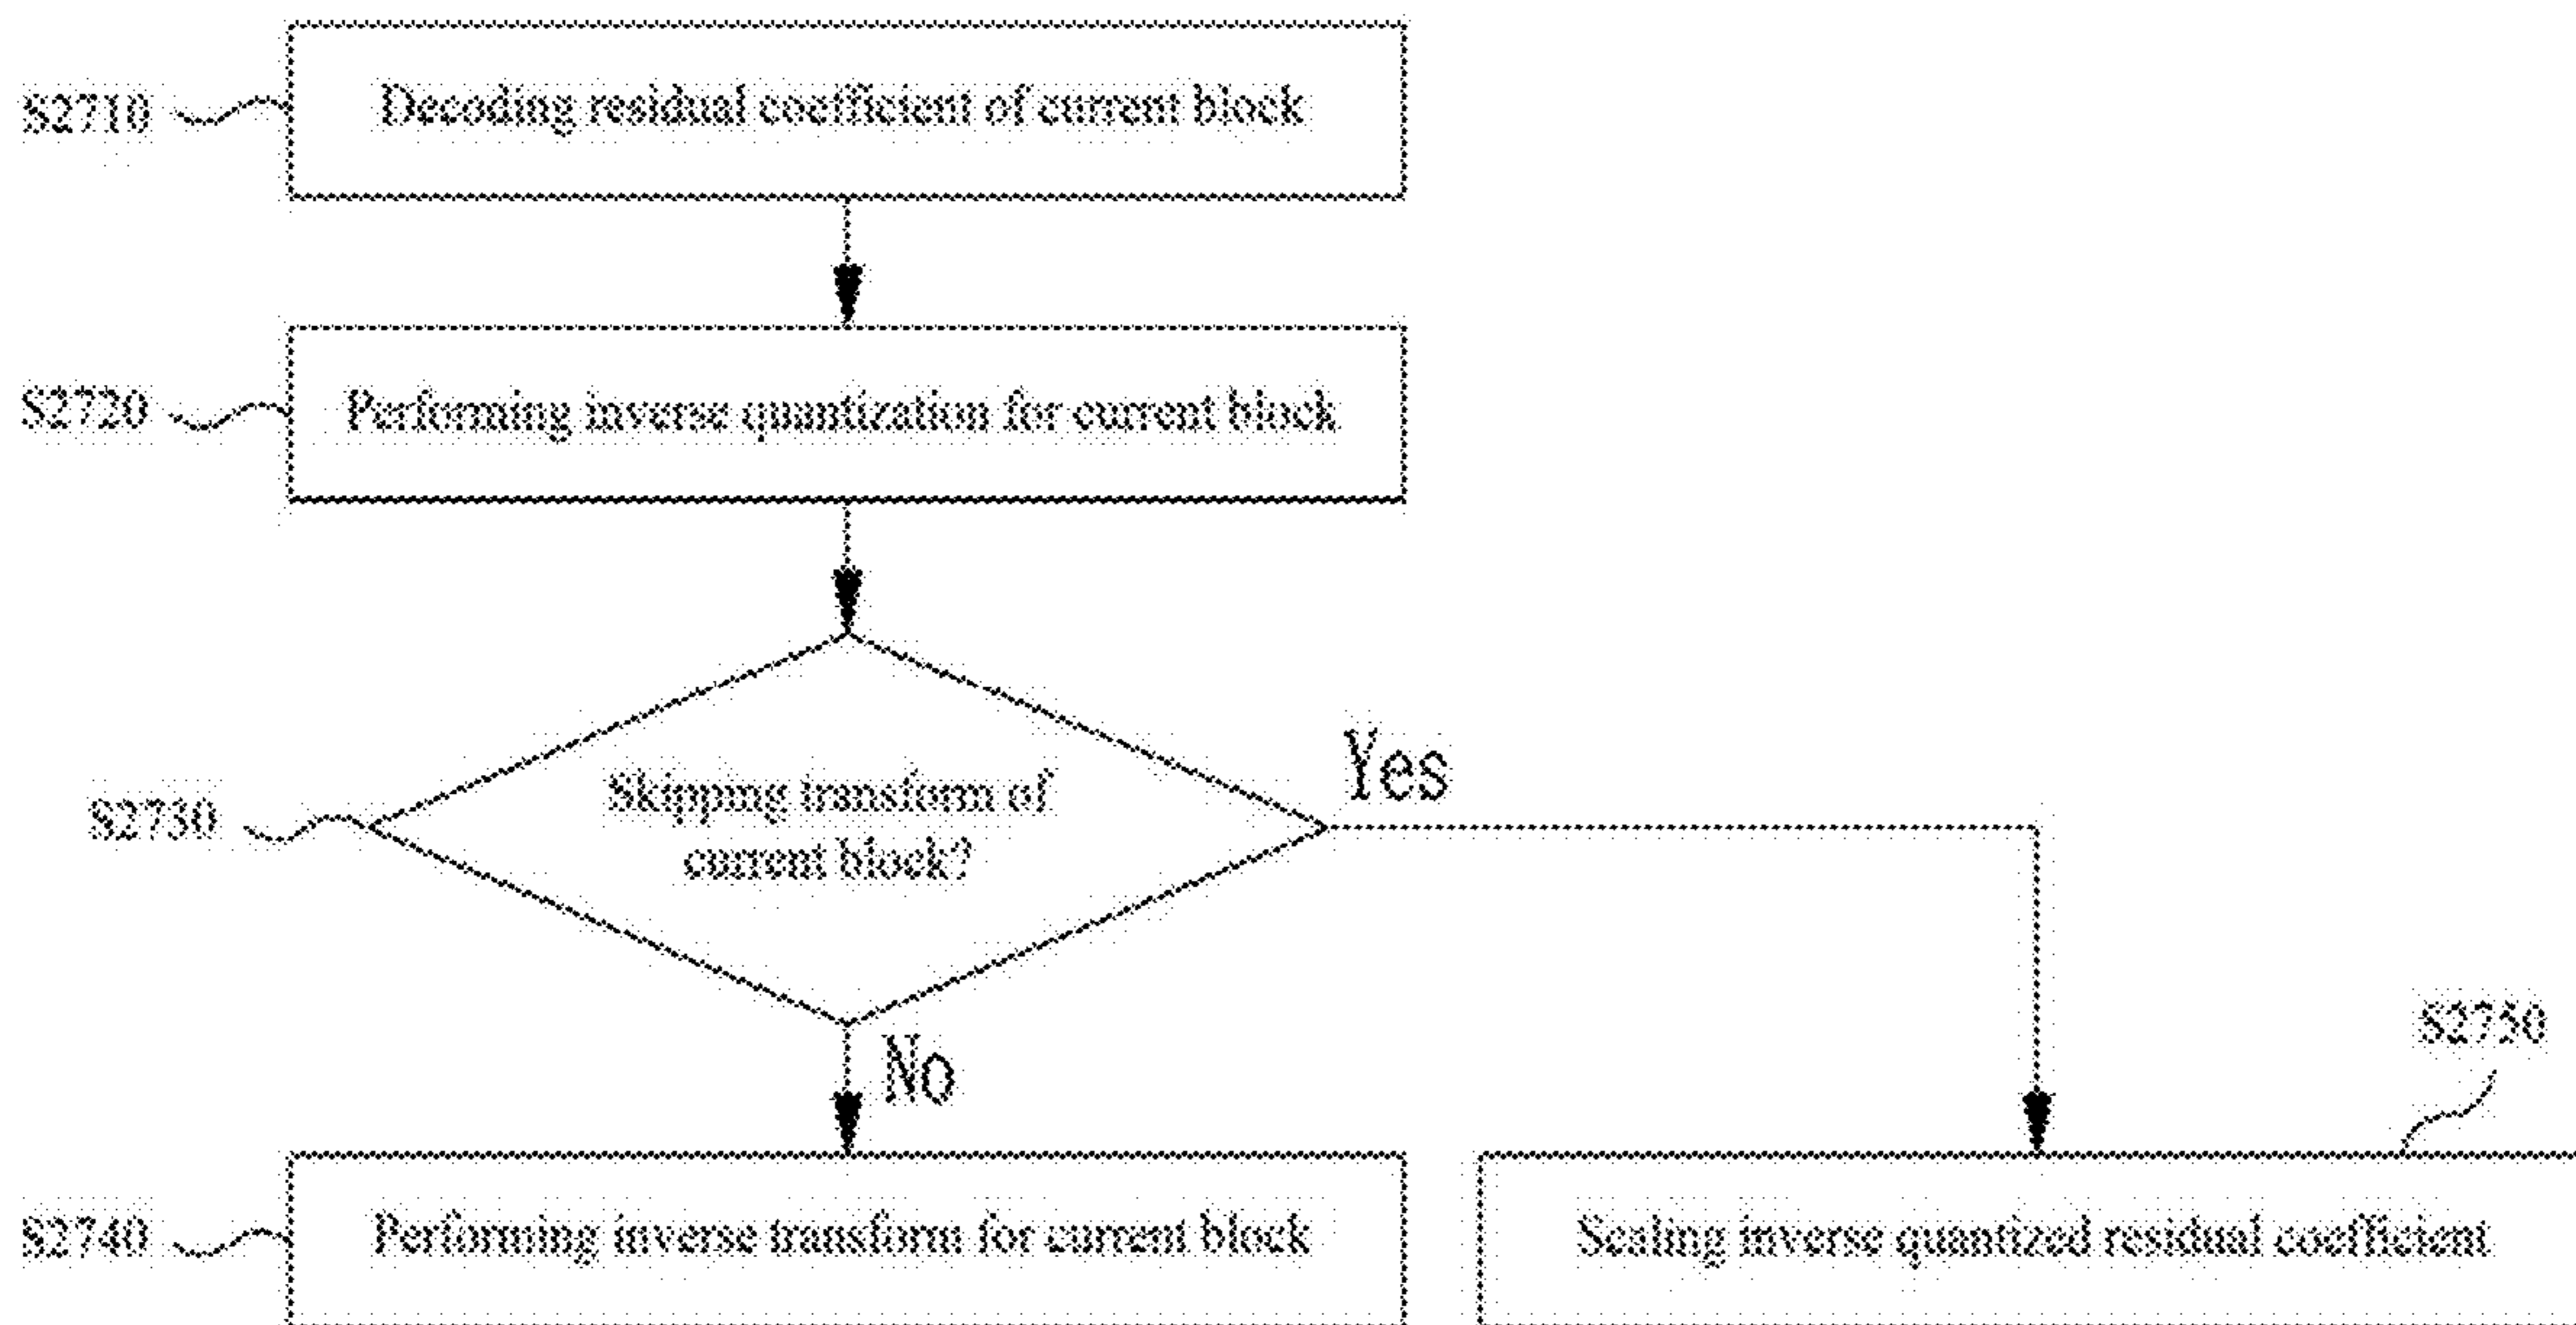 S2710
Decoding residual coefficient of current block
S2720
Performing inverse quantization for current block
S2730
Skipping transform of
current block?
Yes
No
S2740
Performing inverse transform for current block
S2750
Scaling inverse quantized residual coefficient